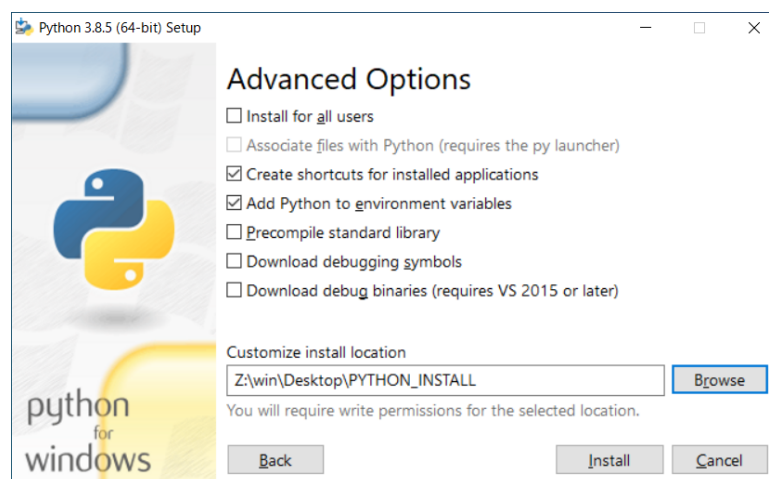 Python 3.8.5 (64-bit) Setup
Advanced Options
Install for all users
Associate files with Python (requires the py launcher)
Create shortcuts for installed applications
Add Python to environment variables
Precompile standard library
Download debugging symbols
Download debug binaries (requires VS 2015 or later)
Customize install location
Z:\win\Desktop\PYTHON_INSTALL
Browse
You will require write permissions for the selected location.
python
for
windows
Back
Install
Cancel